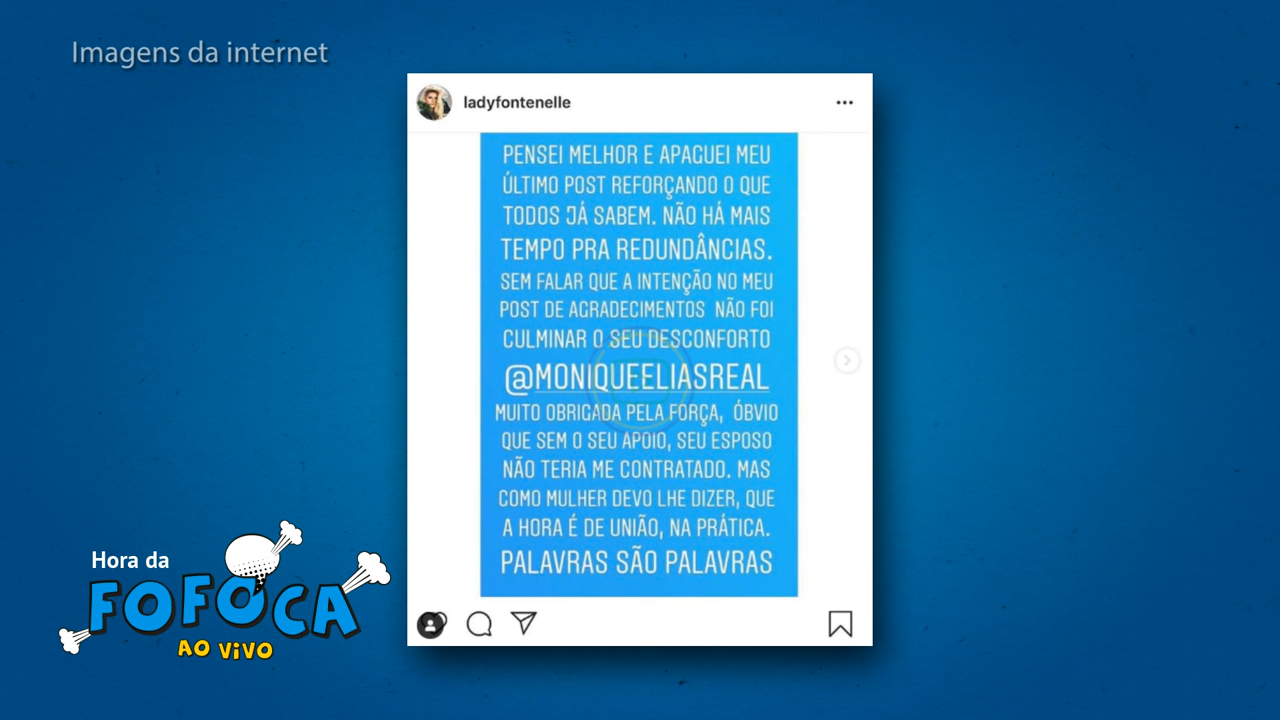 Imagens da internet
ladyfontenelle
PENSEI MELHOR E APAGUEI MEU
ÚLTIMO POST REFORÇANDO O QUE
TODOS JÁ SABEM. NÃO HÁ MAIS
TEMPO PRA REDUNDÂNCIAS.
SEM FALAR QUE A INTENÇÃO NO MEU
POST DE AGRADECIMENTOS NÃO FOI
CULMINAR O SEU DESCONFORTO
@MONIQUEELIASREAL
MUITO OBRIGADA PELA FORÇA, ÓBVIO
QUE SEM O SEU APOIO, SEU ESPOSO
NÃO TERIA ME CONTRATADO. MAS
COMO MULHER DEVO LHE DIZER, QUE
A HORA É DE UNIÃO, NA PRÁTICA.
PALAVRAS SÃO PALAVRAS
Hora da
FOFOCA
AO VIVO